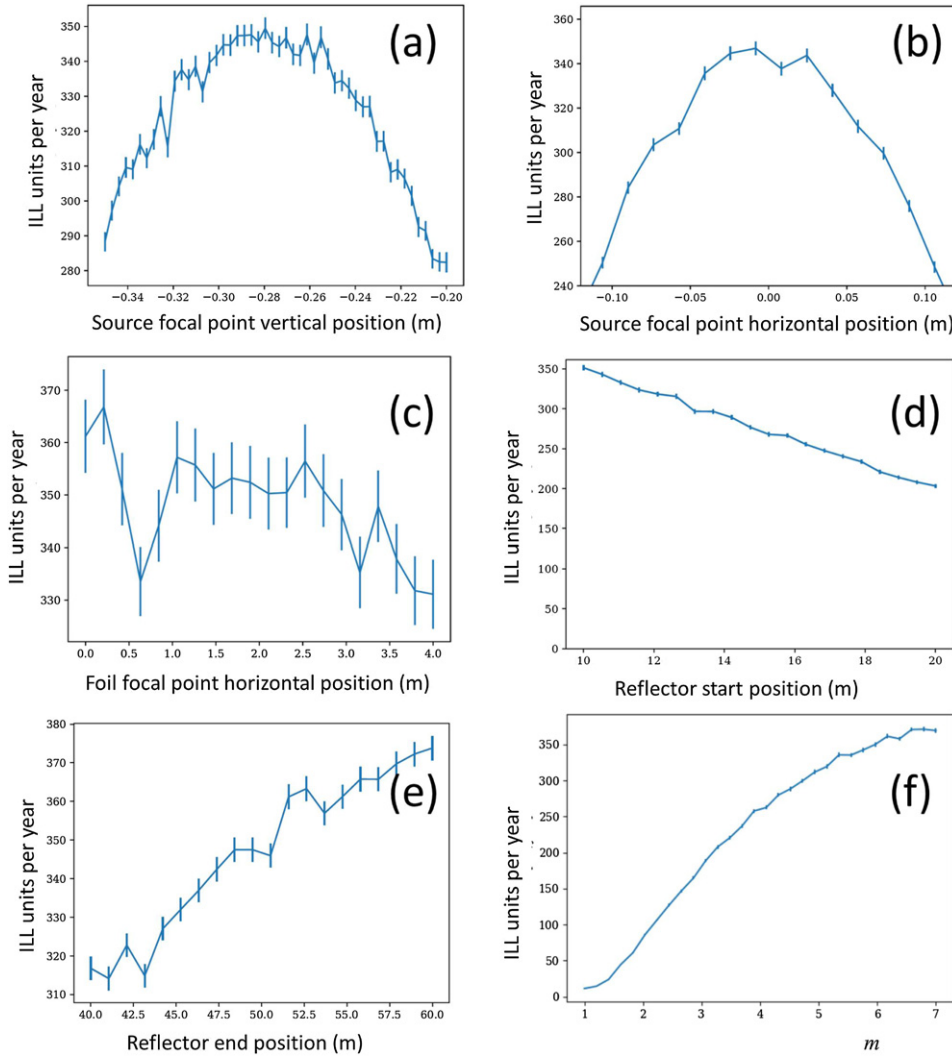 (a)
ILL units per year
350
340
330
320
310
300
290
280
−0.34 −0.32 −0.30 −0.28 −0.26 −0.24 −0.22 −0.20
Source focal point vertical position (m)
(b)
ILL units per year
360
340
320
300
280
260
240
−0.10 −0.05 0.00 0.05 0.10
Source focal point horizontal position (m)
(c)
ILL units per year
370
360
350
340
330
0.0 0.5 1.0 1.5 2.0 2.5 3.0 3.5 4.0
Foil focal point horizontal position (m)
(d)
ILL units per year
350
300
250
200
150
100
50
0
10 12 14 16 18 20
Reflector start position (m)
(e)
ILL units per year
380
370
360
350
340
330
320
310
40.0 42.5 45.0 47.5 50.0 52.5 55.0 57.5 60.0
Reflector end position (m)
(f)
ILL units per year
350
300
250
200
150
100
50
0
1 2 3 4 5 6 7
m